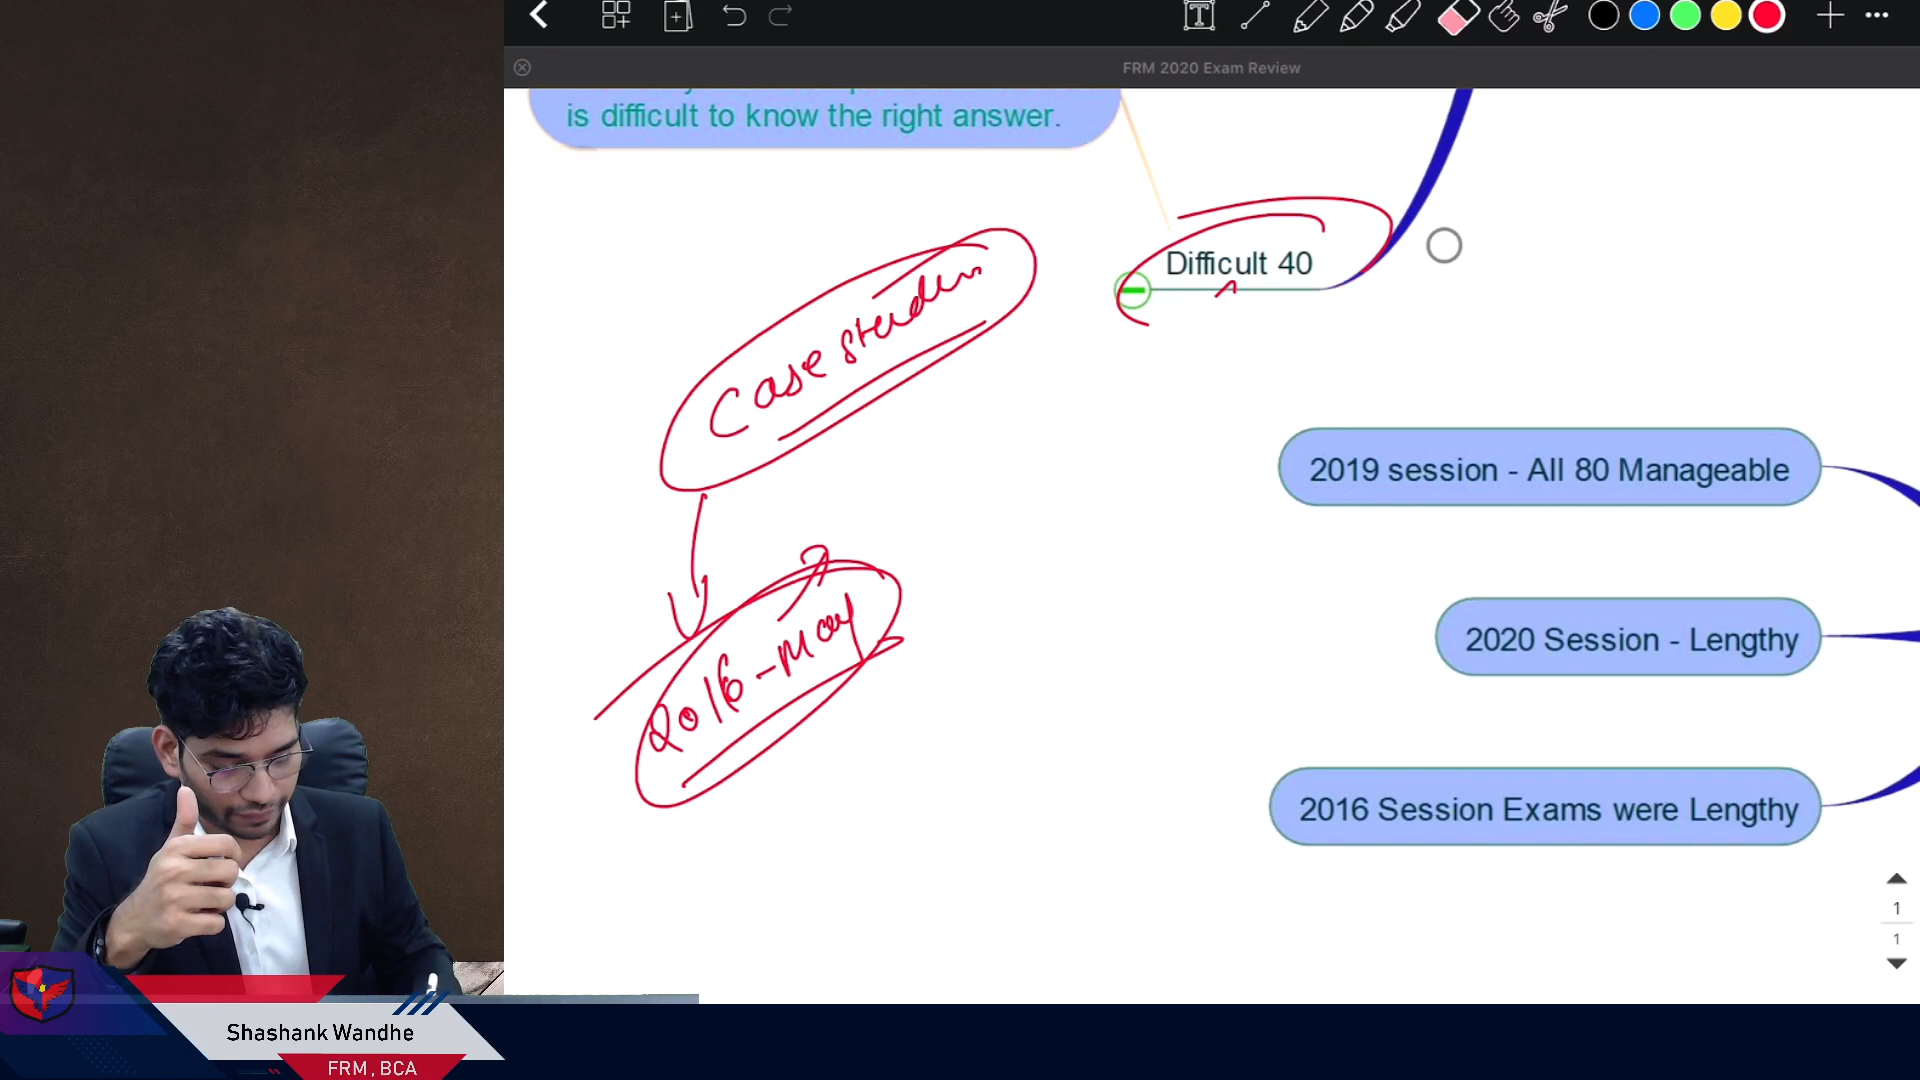 FRM 2020 Exam Review
is difficult to know the right answer.
Difficult 40
Case studies
2019 session - All 80 Manageable
2020 Session - Lengthy
2016 - May
2016 Session Exams were Lengthy
1
1
Shashank Wandhe
FRM, BCA